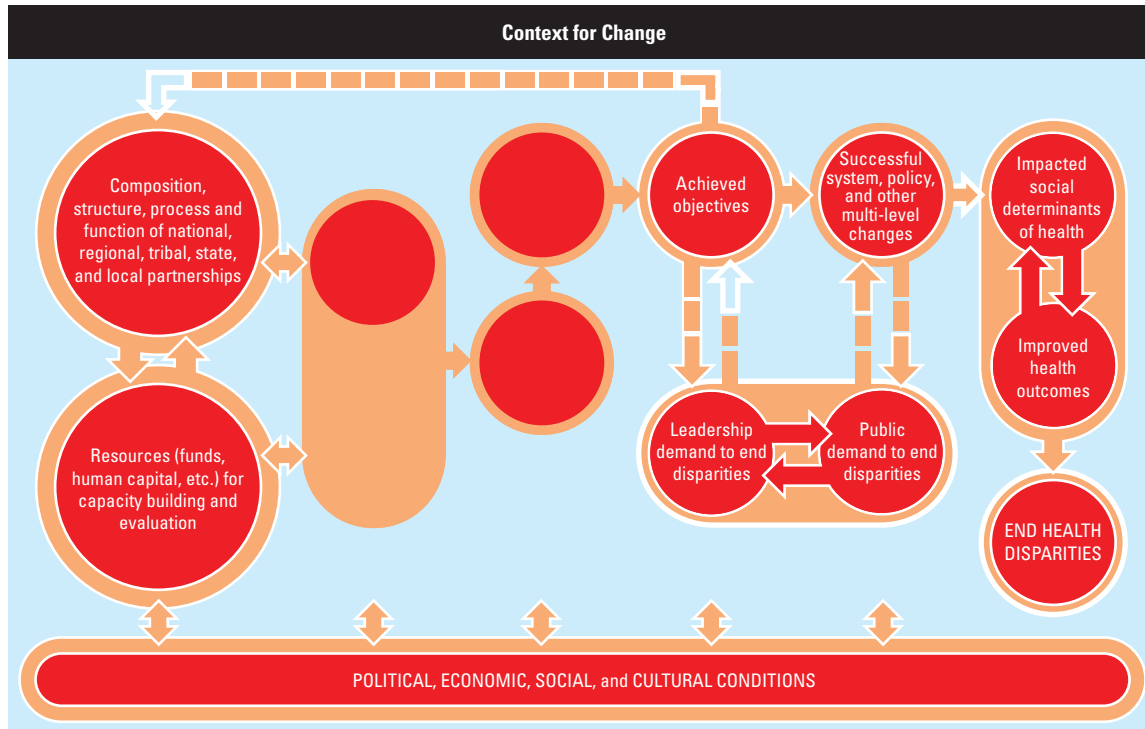 Context for Change
Composition,
structure, process and
function of national,
regional, tribal, state,
and local partnerships
Resources (funds,
human capital, etc.) for
capacity building and
evaluation
Achieved
objectives
Successful
system, policy,
and other
multi-level
changes
Impacted
social
determinants
of health
Improved
health
outcomes
Leadership
demand to end
disparities
Public
demand to end
disparities
END HEALTH
DISPARITIES
POLITICAL, ECONOMIC, SOCIAL, and CULTURAL CONDITIONS